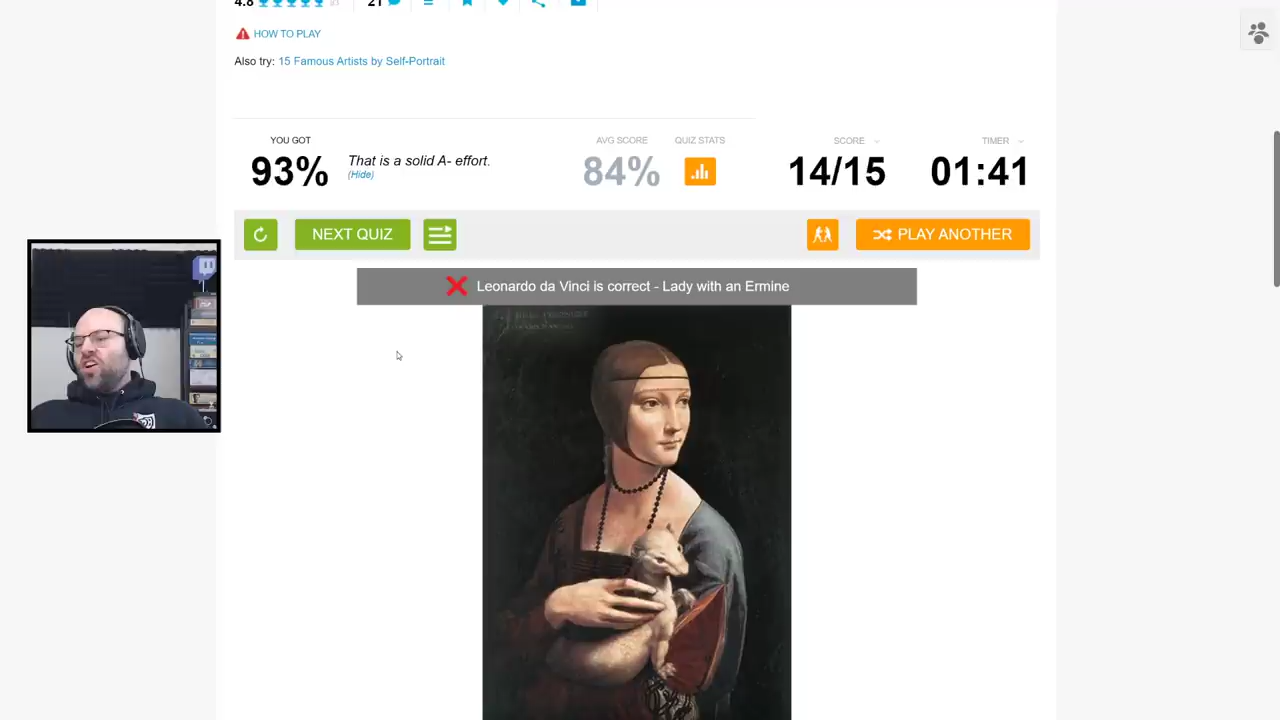 4.8 21
HOW TO PLAY
Also try: 15 Famous Artists by Self-Portrait
YOU GOT
93%
That is a solid A- effort.
(Hide)
AVG SCORE
84%
QUIZ STATS
SCORE
14/15
TIMER
01:41
NEXT QUIZ
PLAY ANOTHER
Leonardo da Vinci is correct - Lady with an Ermine